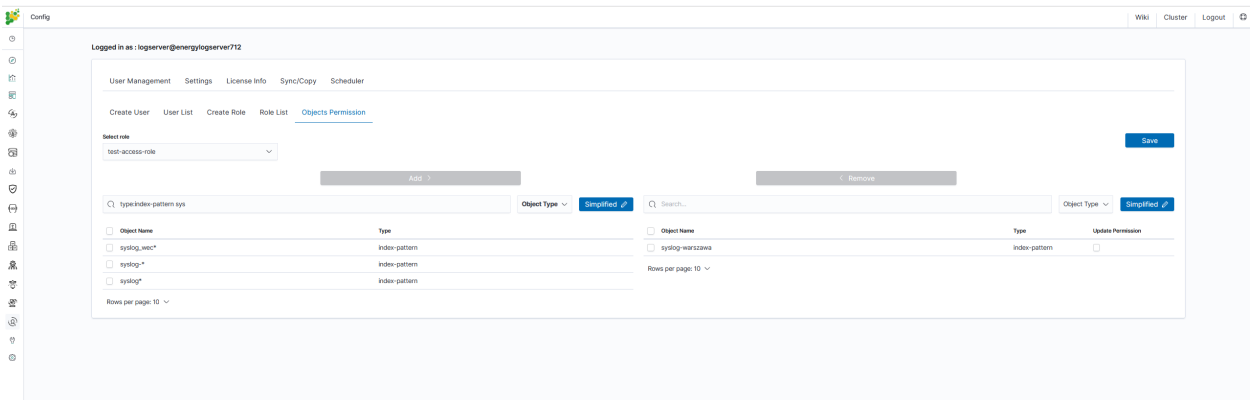 Config
Wiki Cluster Logout
Logged in as : logserver@energylogserver712
User Management Settings License Info Sync/Copy Scheduler
Create User User List Create Role Role List Objects Permission
Select role
test-access-role
Save
Add
Remove
type:index-pattern sys
Object Type
Simplified
Search...
Object Type
Simplified
Object Name Type
syslog_wec* index-pattern
syslog-* index-pattern
syslog* index-pattern
Rows per page: 10
Object Name Type Update Permission
syslog-warszawa index-pattern
Rows per page: 10